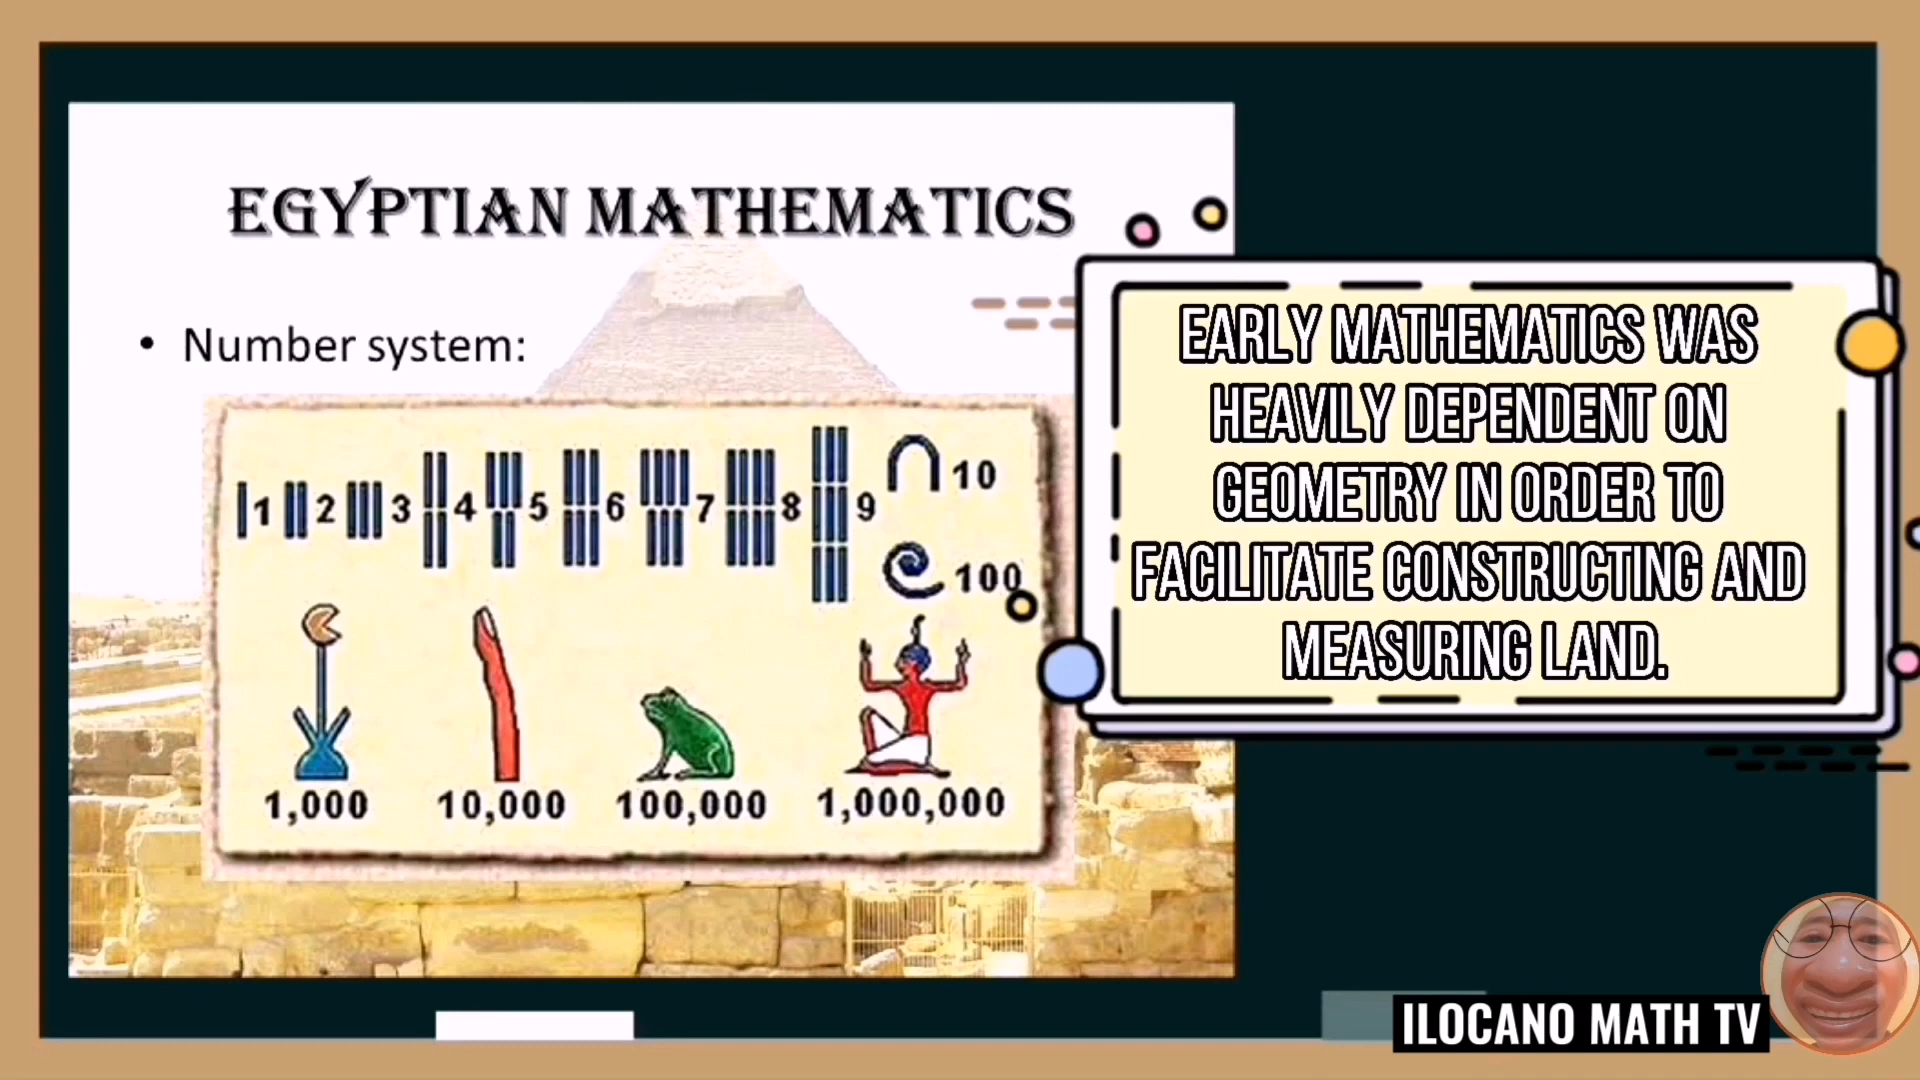 EGYPTIAN MATHEMATICS
• Number system:
1 2 3 4 5 6 7 8 9 10
100
1,000 10,000 100,000 1,000,000
EARLY MATHEMATICS WAS
HEAVILY DEPENDENT ON
GEOMETRY IN ORDER TO
FACILITATE CONSTRUCTING AND
MEASURING LAND.
ILOCANO MATH TV